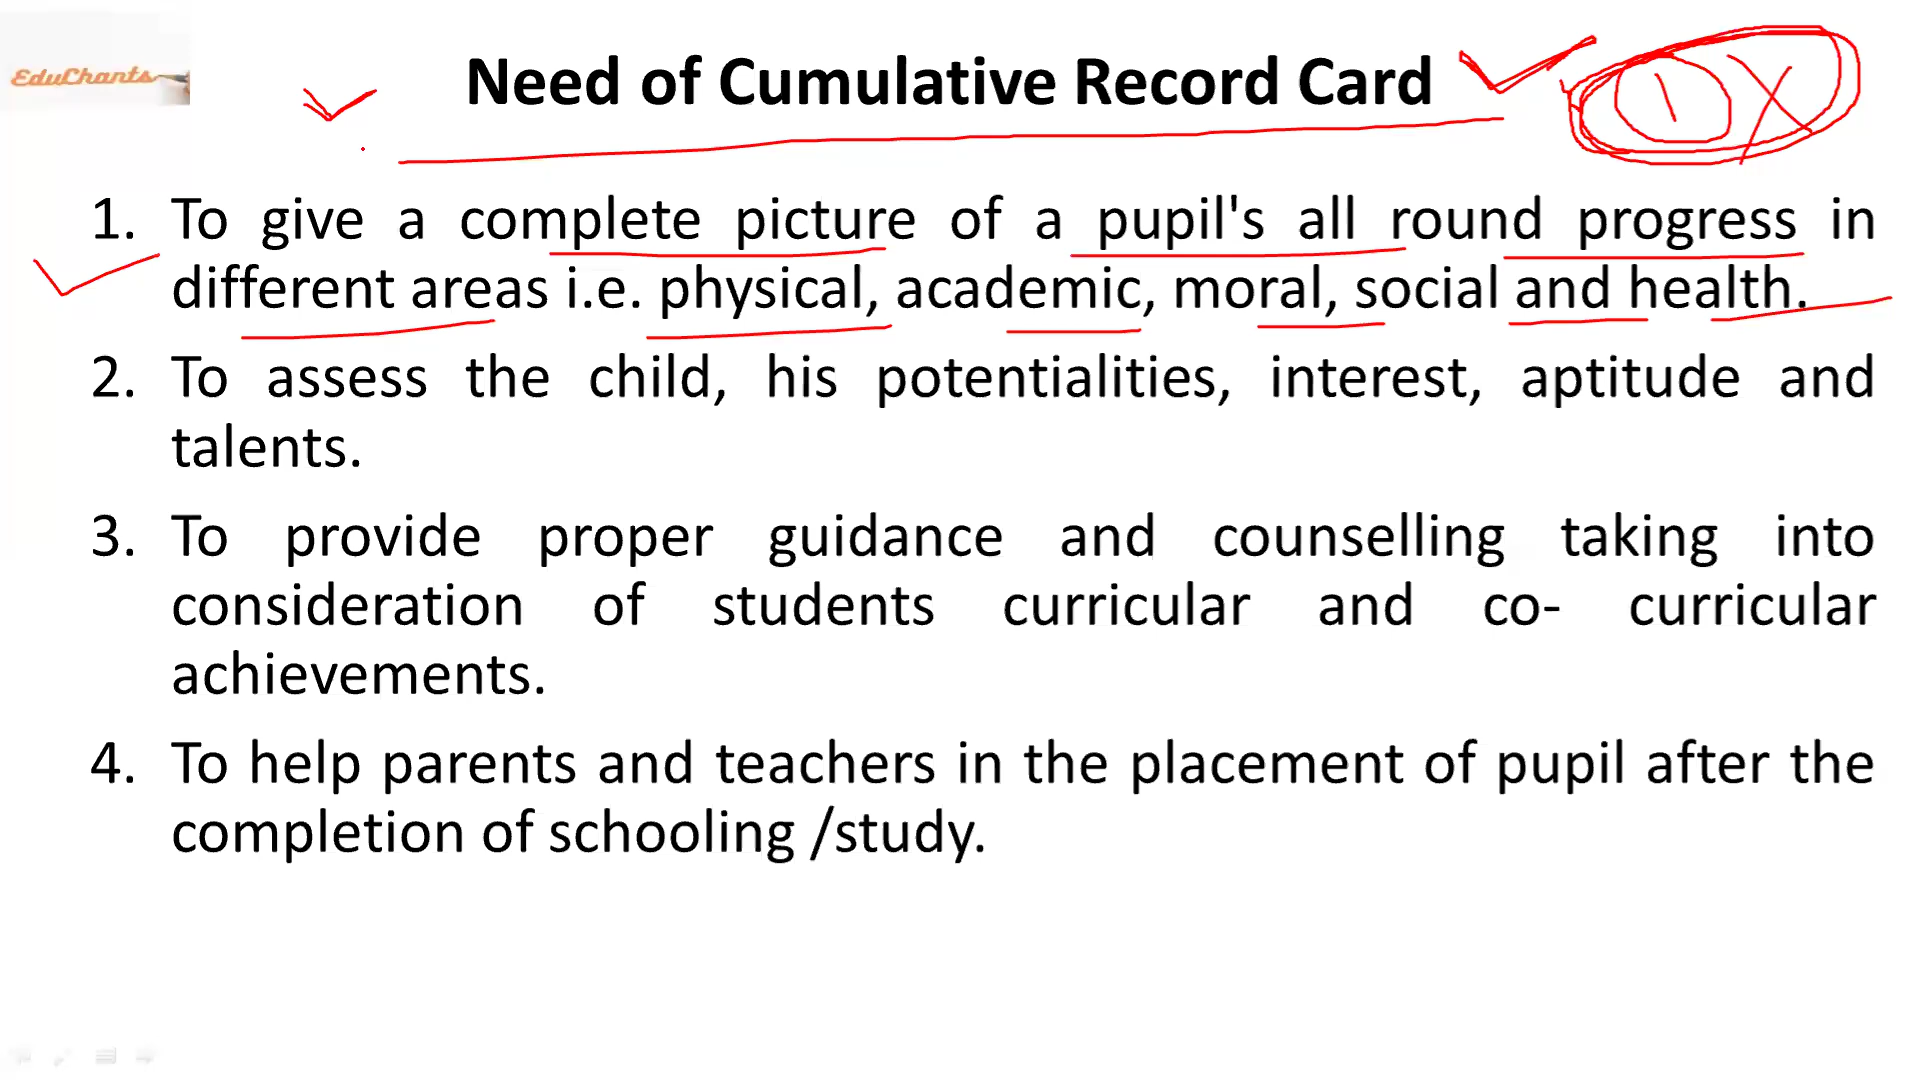 EduChants
Need of Cumulative Record Card
1. To give a complete picture of a pupil's all round progress in
different areas i.e. physical, academic, moral, social and health.
2. To assess the child, his potentialities, interest, aptitude and
talents.
3. To provide proper guidance and counselling taking into
consideration of students curricular and co- curricular
achievements.
4. To help parents and teachers in the placement of pupil after the
completion of schooling /study.